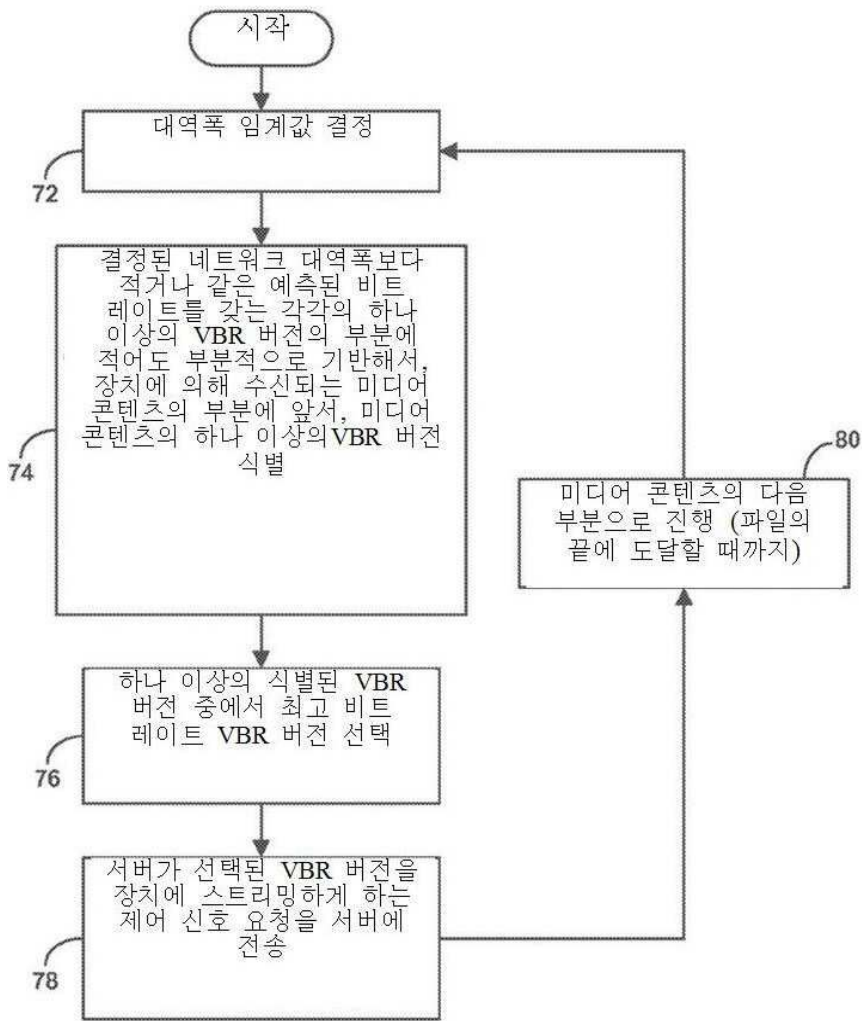 시작
대역폭 임계값 결정
72
결정된 네트워크 대역폭보다
적거나 같은 예측된 비트
레이트를 갖는 각각의 하나
이상의 VBR 버전의 부분에
적어도 부분적으로 기반해서,
장치에 의해 수신되는 미디어
콘텐츠의 부분에 앞서, 미디어
콘텐츠의 하나 이상의VBR 버전
식별
74
80
미디어 콘텐츠의 다음
부분으로 진행 (파일의
끝에 도달할 때까지)
하나 이상의 식별된 VBR
버전 중에서 최고 비트
레이트 VBR 버전 선택
76
서버가 선택된 VBR 버전을
장치에 스트리밍하게 하는
제어 신호 요청을 서버에
전송
78